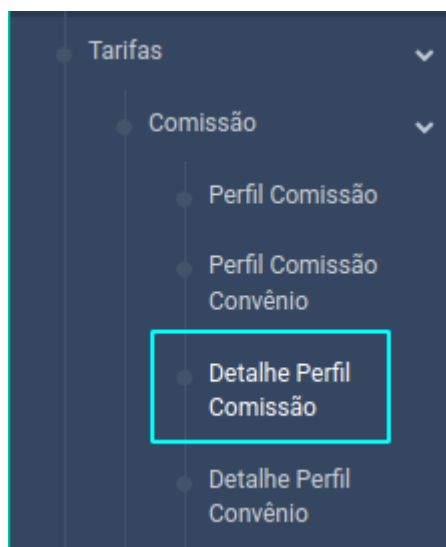 Tarifas
Comissão
Perfil Comissão
Perfil Comissão
Convênio
Detalhe Perfil
Comissão
Detalhe Perfil
Convênio